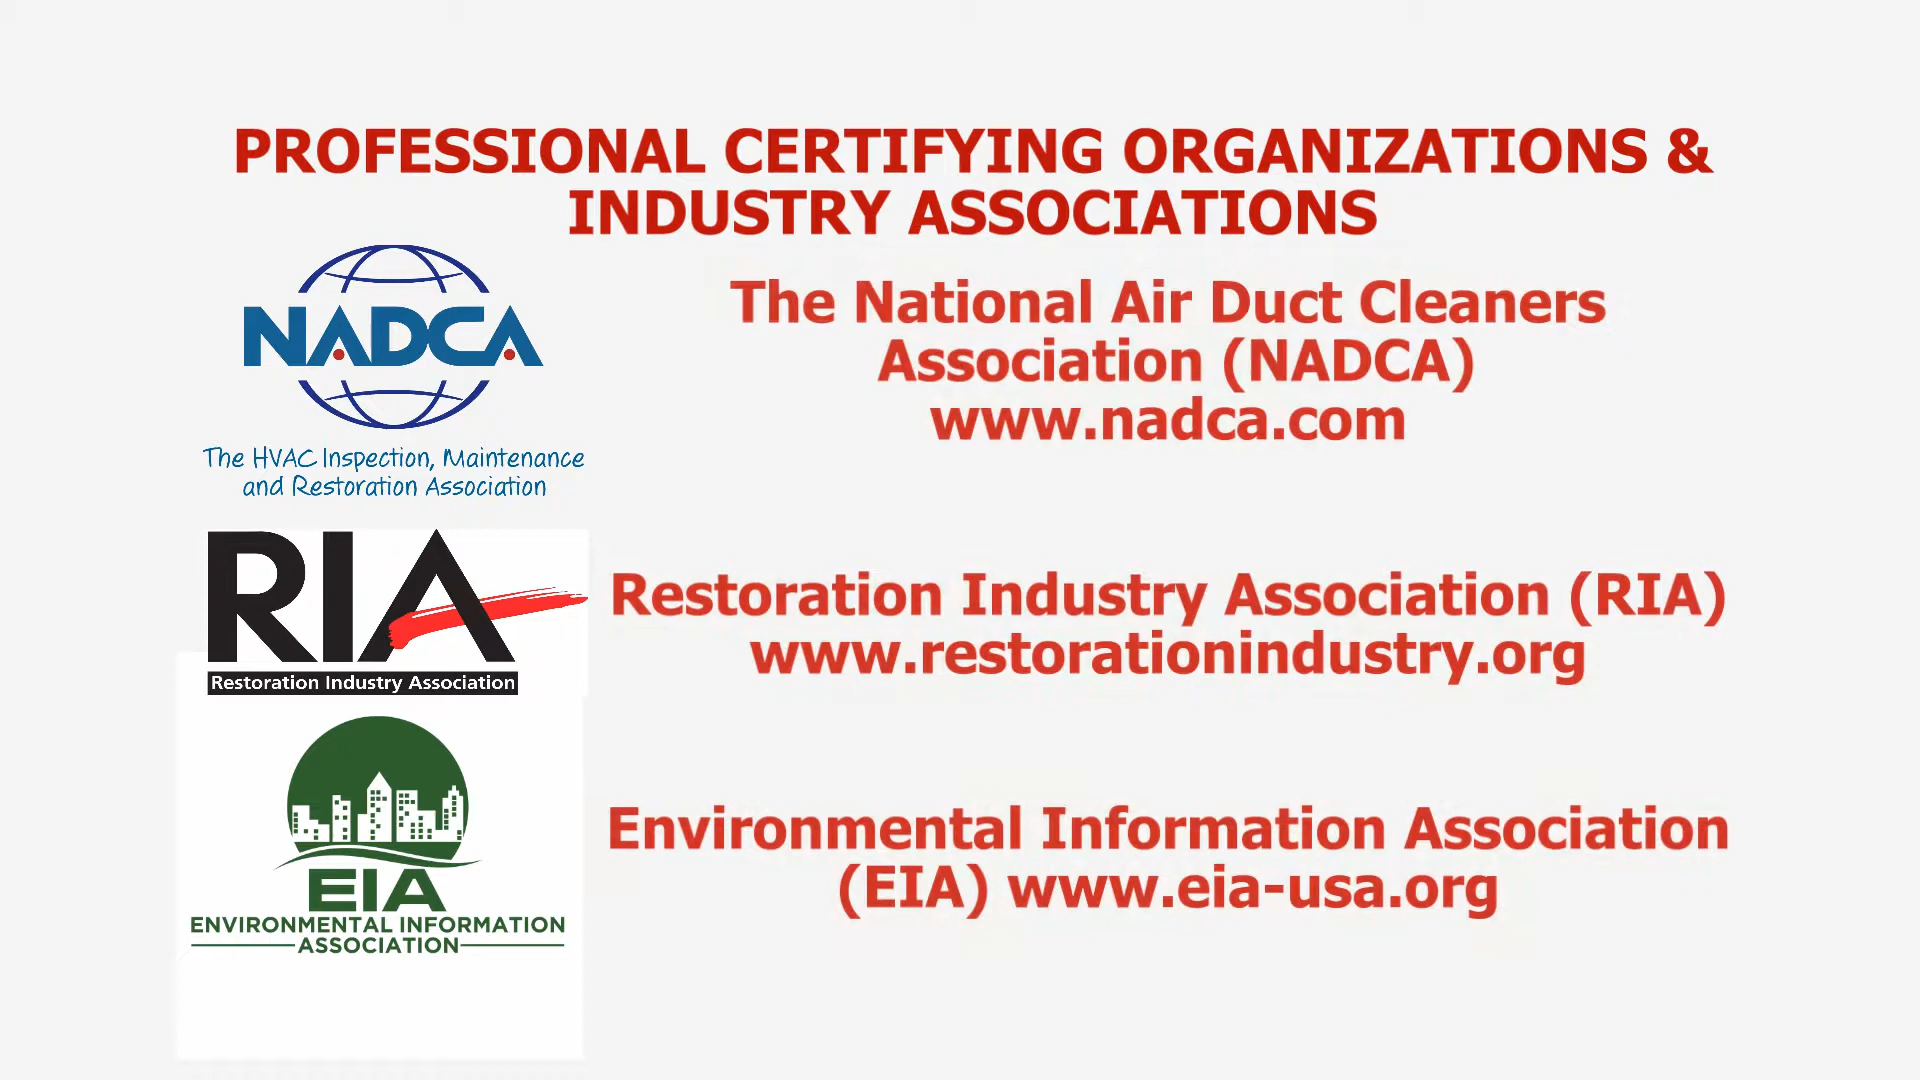 PROFESSIONAL CERTIFYING ORGANIZATIONS &
INDUSTRY ASSOCIATIONS
NADCA
The HVAC Inspection, Maintenance
and Restoration Association
The National Air Duct Cleaners
Association (NADCA)
www.nadca.com
RIA
Restoration Industry Association
Restoration Industry Association (RIA)
www.restorationindustry.org
EIA
ENVIRONMENTAL INFORMATION
ASSOCIATION
Environmental Information Association
(EIA) www.eia-usa.org